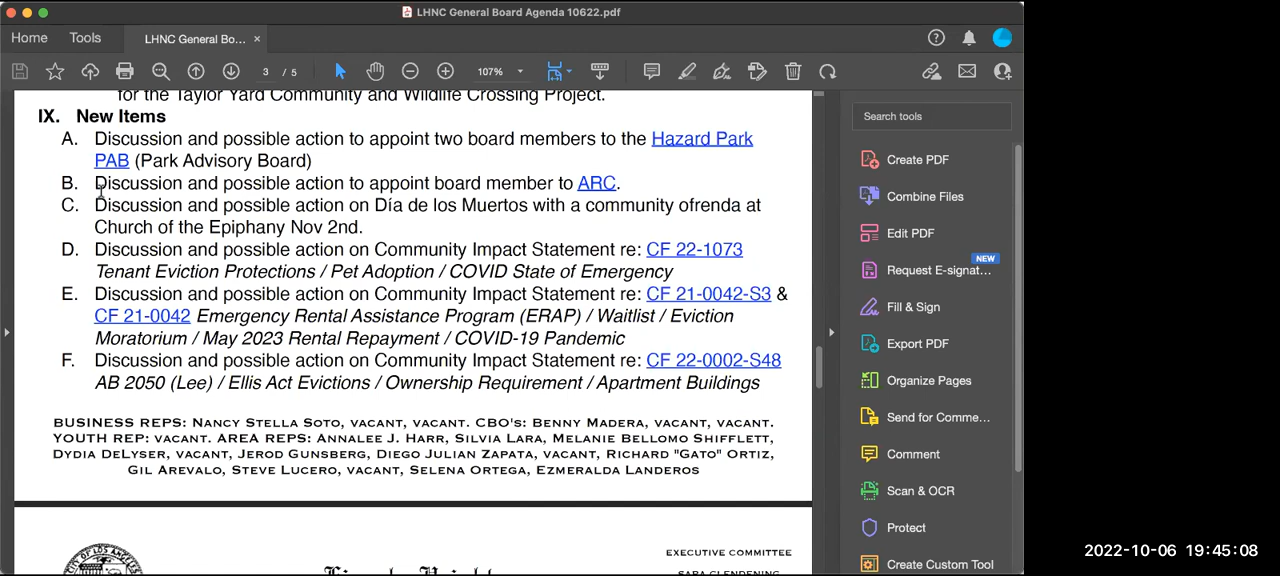 LHNC General Board Agenda 10622.pdf
Home Tools LHNC General Bo... ×
3 / 5 107%
for the Taylor Yard Community and Wildlife Crossing Project.
IX. New Items
A. Discussion and possible action to appoint two board members to the Hazard Park
PAB (Park Advisory Board)
B. Discussion and possible action to appoint board member to ARC.
C. Discussion and possible action on Día de los Muertos with a community ofrenda at
Church of the Epiphany Nov 2nd.
D. Discussion and possible action on Community Impact Statement re: CF 22-1073
Tenant Eviction Protections / Pet Adoption / COVID State of Emergency
E. Discussion and possible action on Community Impact Statement re: CF 21-0042-S3 &
CF 21-0042 Emergency Rental Assistance Program (ERAP) / Waitlist / Eviction
Moratorium / May 2023 Rental Repayment / COVID-19 Pandemic
F. Discussion and possible action on Community Impact Statement re: CF 22-0002-S48
AB 2050 (Lee) / Ellis Act Evictions / Ownership Requirement / Apartment Buildings
BUSINESS REPS: NANCY STELLA SOTO, VACANT, VACANT. CBO'S: BENNY MADERA, VACANT, VACANT.
YOUTH REP: VACANT. AREA REPS: ANNALEE J. HARR, SILVIA LARA, MELANIE BELLOMO SHIFFLETT,
DYDIA DELYSER, VACANT, JEROD GUNSBERG, DIEGO JULIAN ZAPATA, VACANT, RICHARD "GATO" ORTIZ,
GIL AREVALO, STEVE LUCERO, VACANT, SELENA ORTEGA, EZMERALDA LANDEROS
EXECUTIVE COMMITTEE
Search tools
Create PDF
Combine Files
Edit PDF
NEW
Request E-signat...
Fill & Sign
Export PDF
Organize Pages
Send for Comme...
Comment
Scan & OCR
Protect
Create Custom Tool
2022-10-06 19:45:08